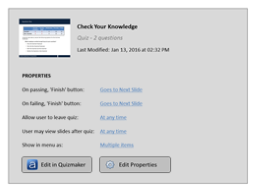 Check Your Knowledge
Quiz - 2 questions
Last Modified: Jan 13, 2016 at 02:32 PM
PROPERTIES
On passing, 'Finish' button: Goes to Next Slide
On failing, 'Finish' button: Goes to Next Slide
Allow user to leave quiz: At any time
User may view slides after quiz: At any time
Show in menu as: Multiple items
Edit in Quizmaker Edit Properties